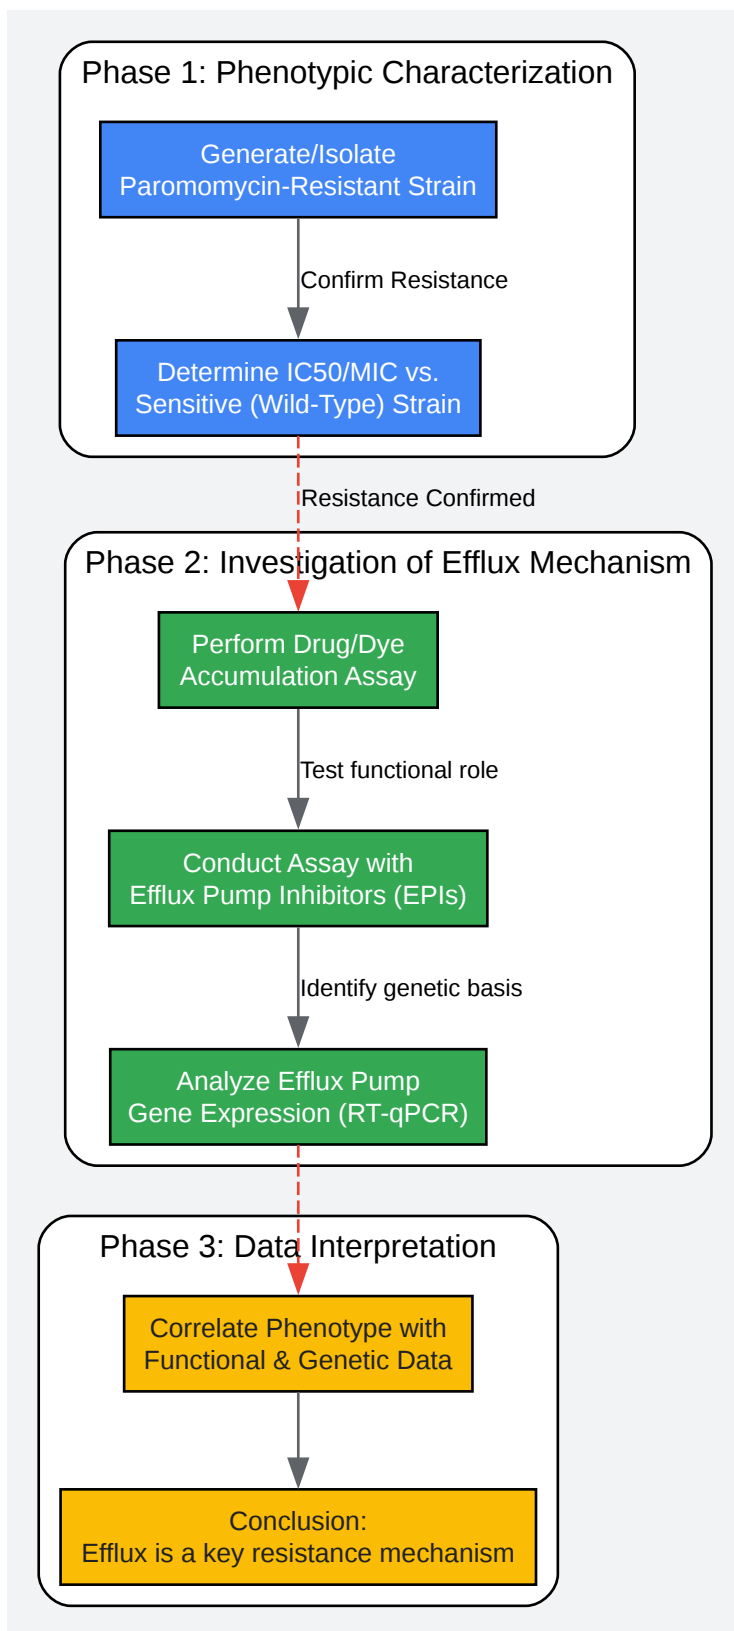 Phase 1: Phenotypic Characterization
Generate/Isolate
Paromomycin-Resistant Strain
Confirm Resistance
Determine IC50/MIC vs.
Sensitive (Wild-Type) Strain
Resistance Confirmed
Phase 2: Investigation of Efflux Mechanism
Perform Drug/Dye
Accumulation Assay
Test functional role
Conduct Assay with
Efflux Pump Inhibitors (EPIs)
Identify genetic basis
Analyze Efflux Pump
Gene Expression (RT-qPCR)
Phase 3: Data Interpretation
Correlate Phenotype with
Functional & Genetic Data
Conclusion:
Efflux is a key resistance mechanism